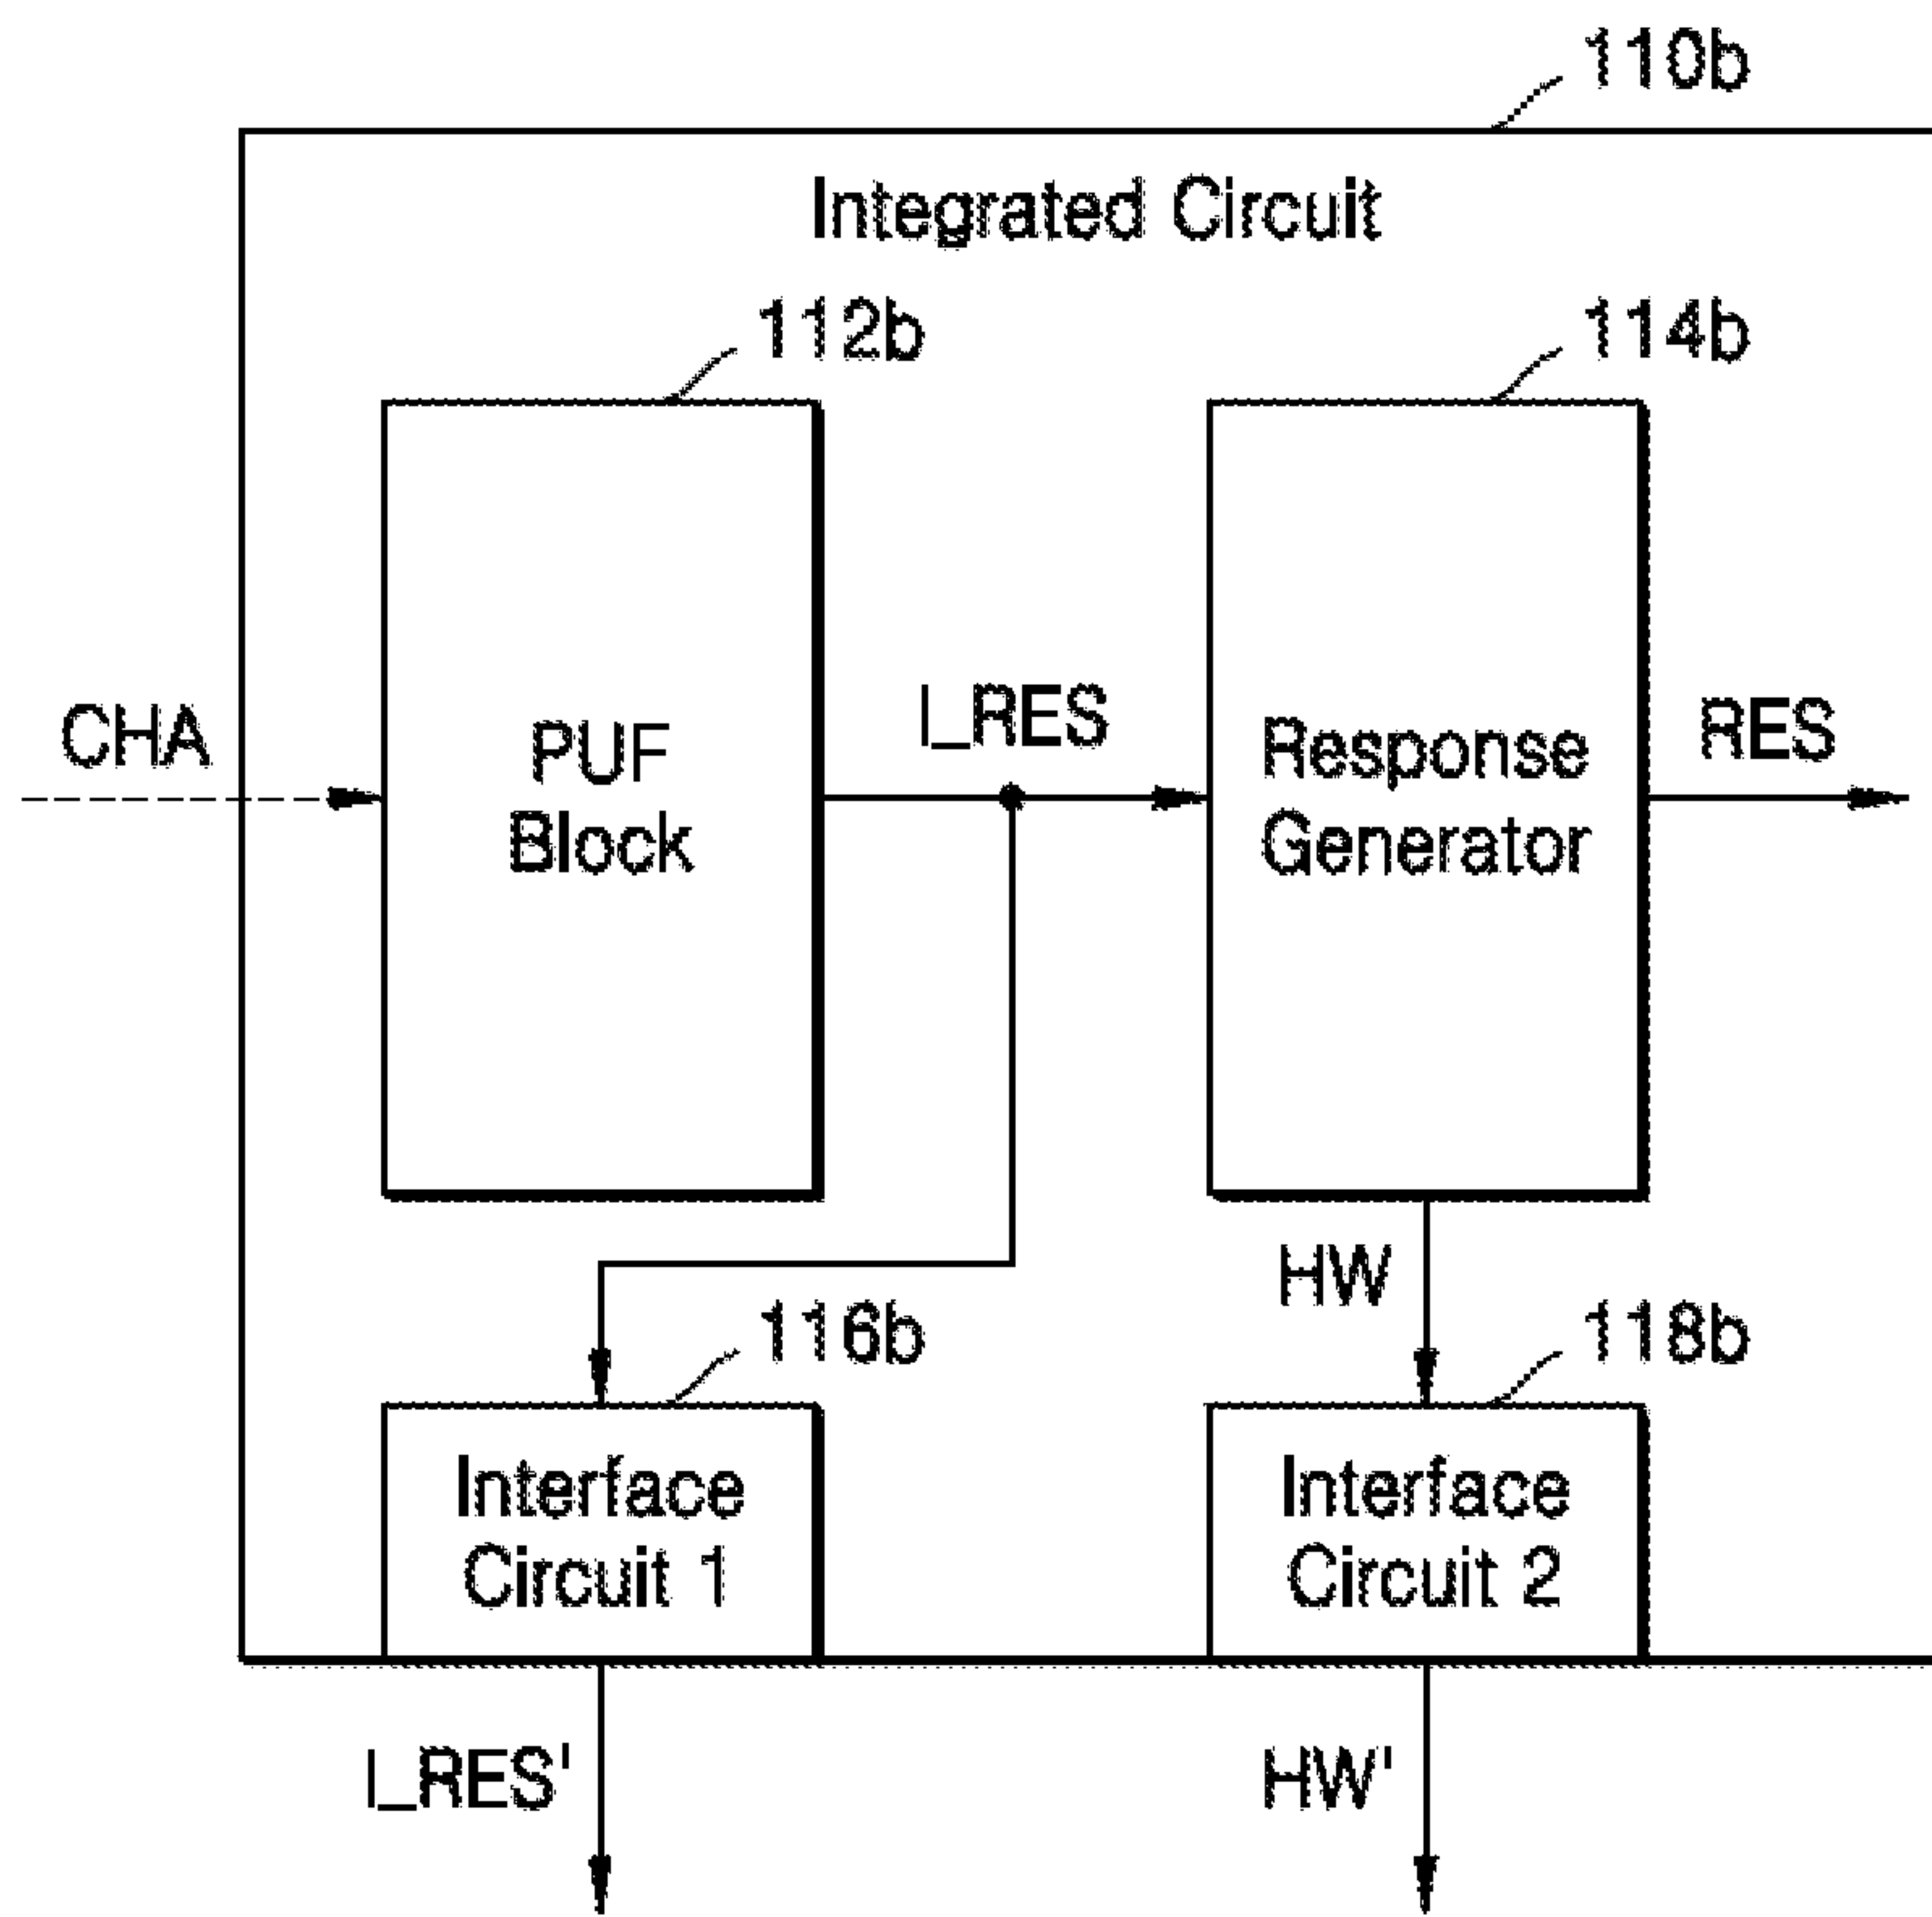 110b
Integrated Circuit
112b
114b
CHA
PUF
Block
I_RES
Response
Generator
RES
HW
116b
118b
Interface
Circuit 1
Interface
Circuit 2
I_RES'
HW'